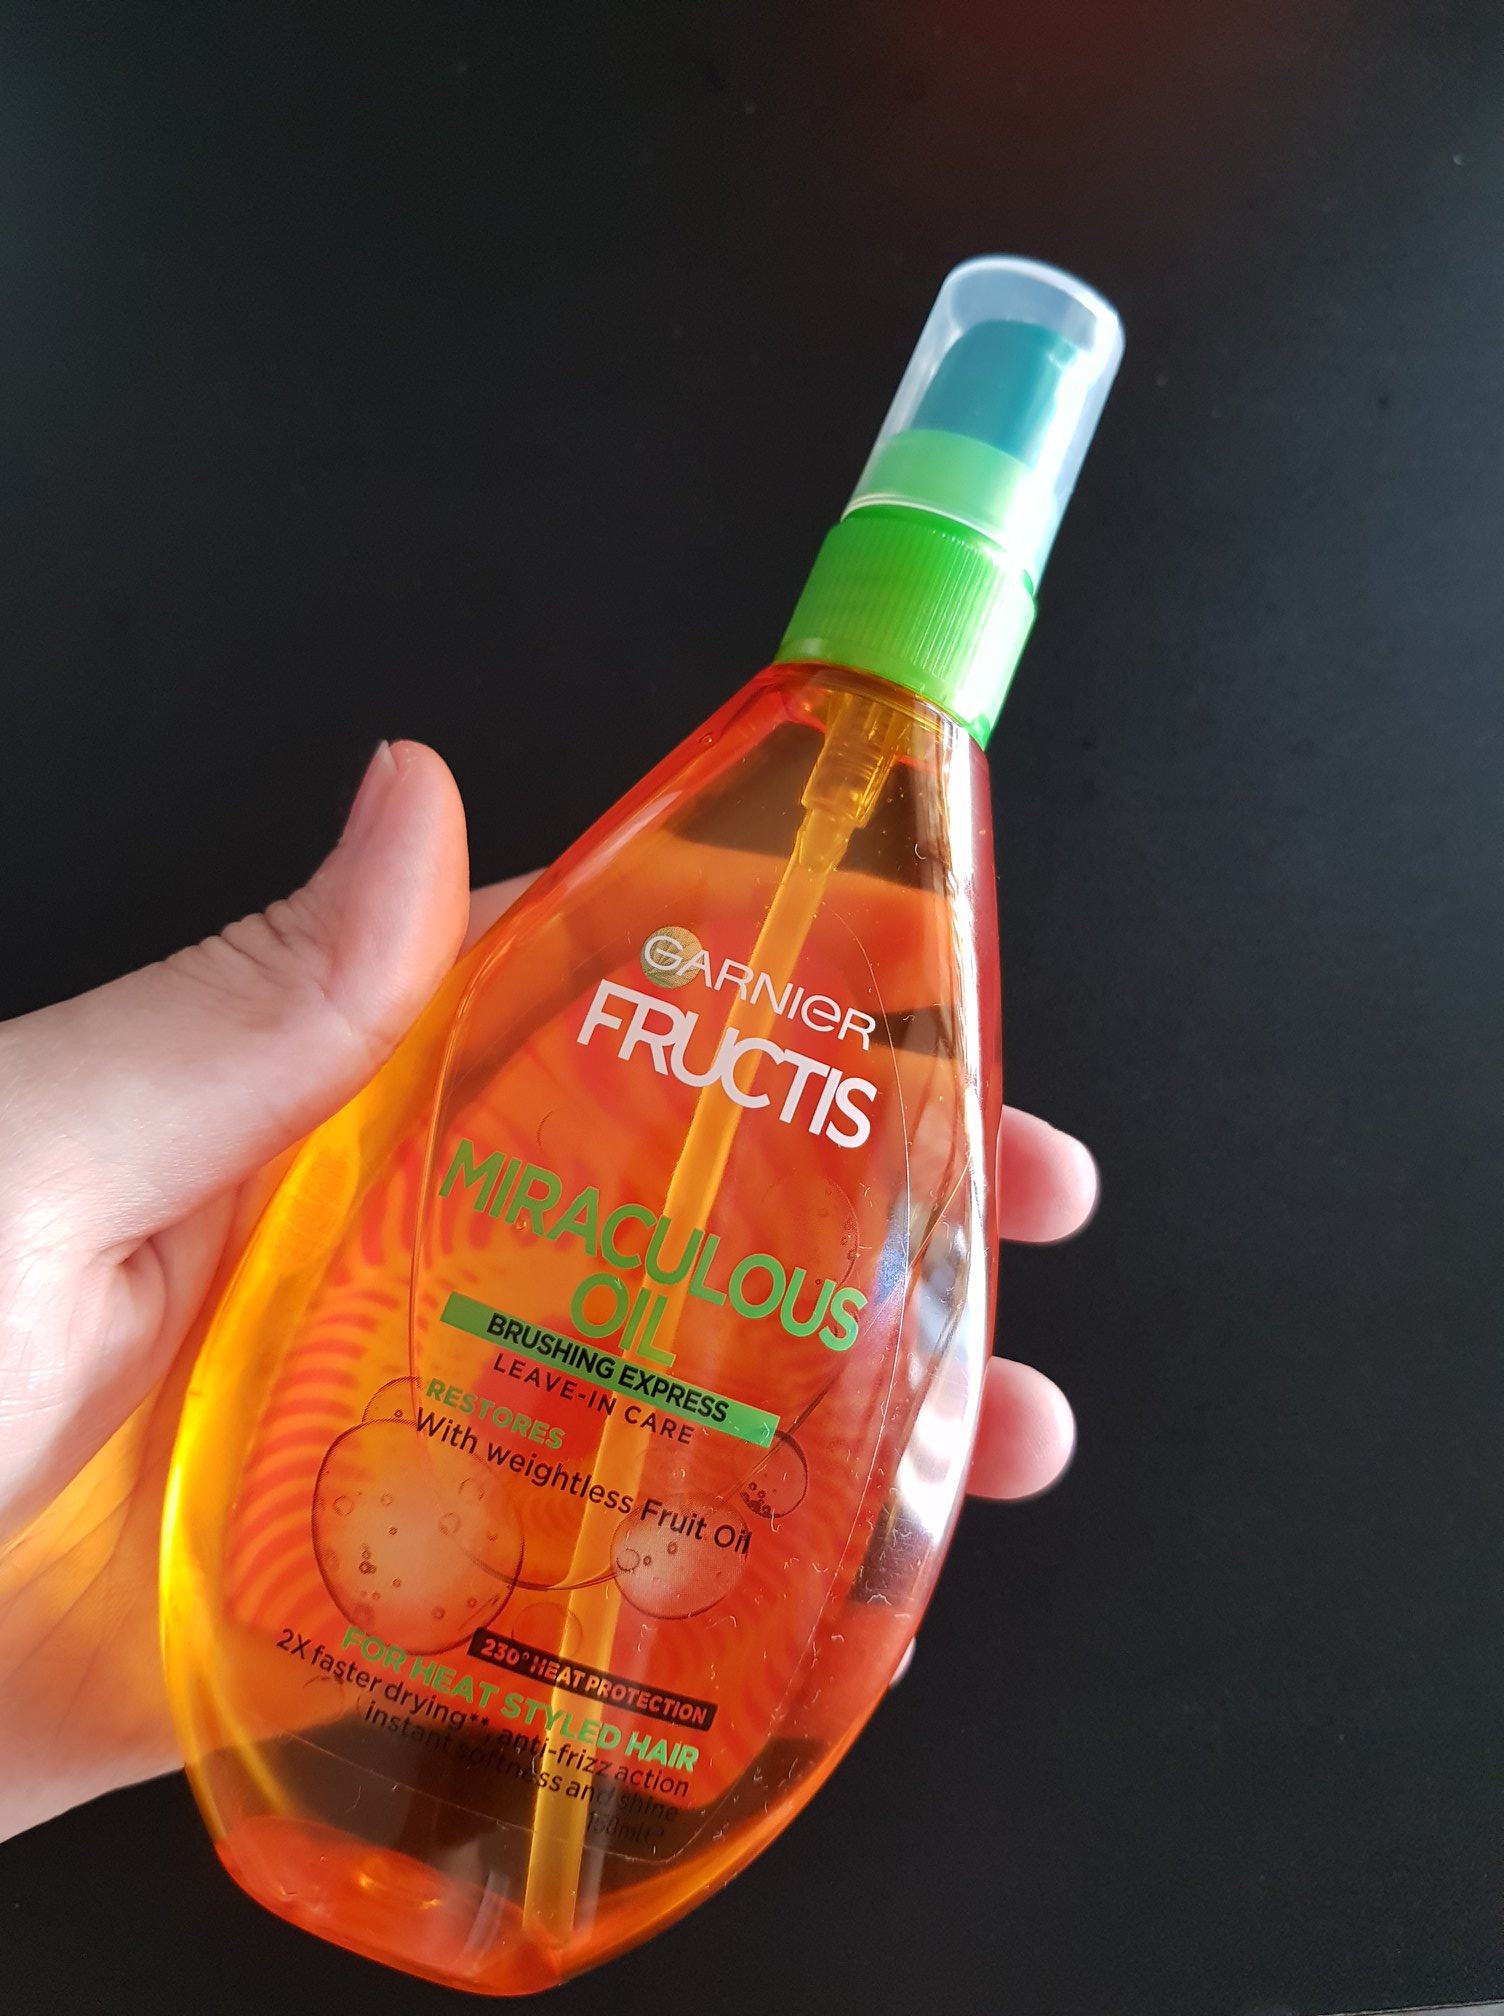 GARNIER
FRUCTIS
MIRACULOUS
OIL
BRUSHING EXPRESS
LEAVE-IN CARE
RESTORES
With weightless Fruit Oil
230° HEAT PROTECTION
FOR HEAT STYLED HAIR
2X faster drying**, anti-frizz action
instant softness and shine
150ml℮